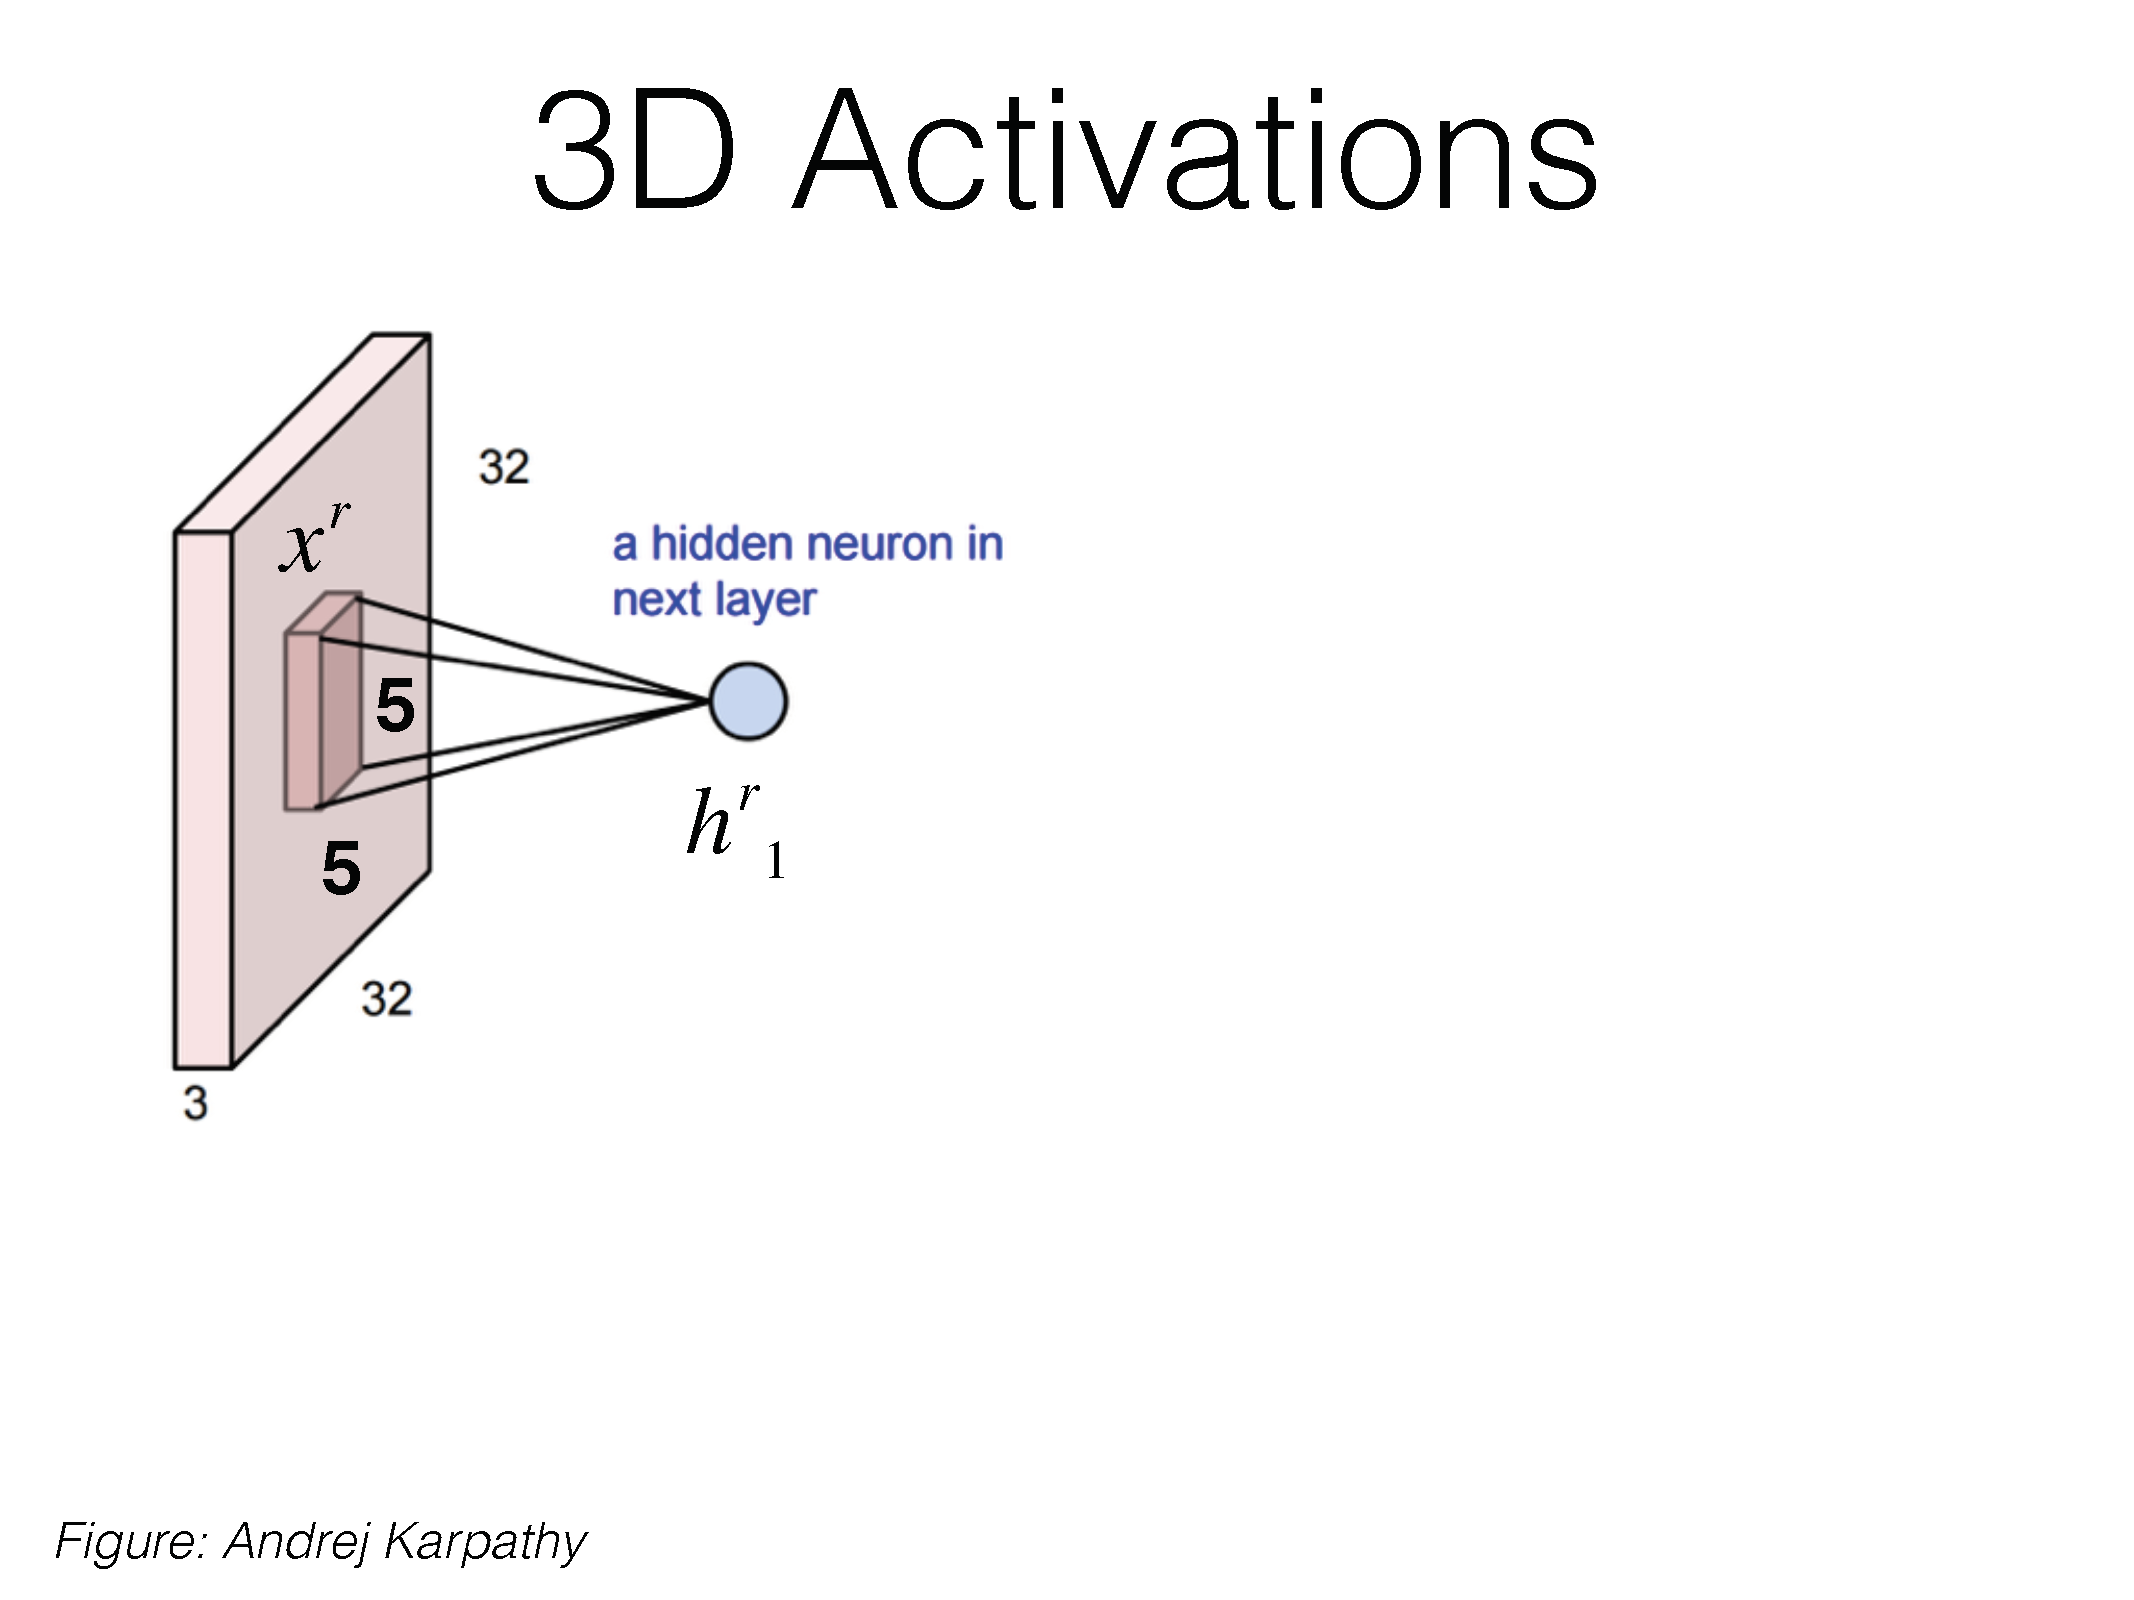 3D Activations
32
x^r
a hidden neuron in
next layer
5
h^r_1
5
32
3
Figure: Andrej Karpathy